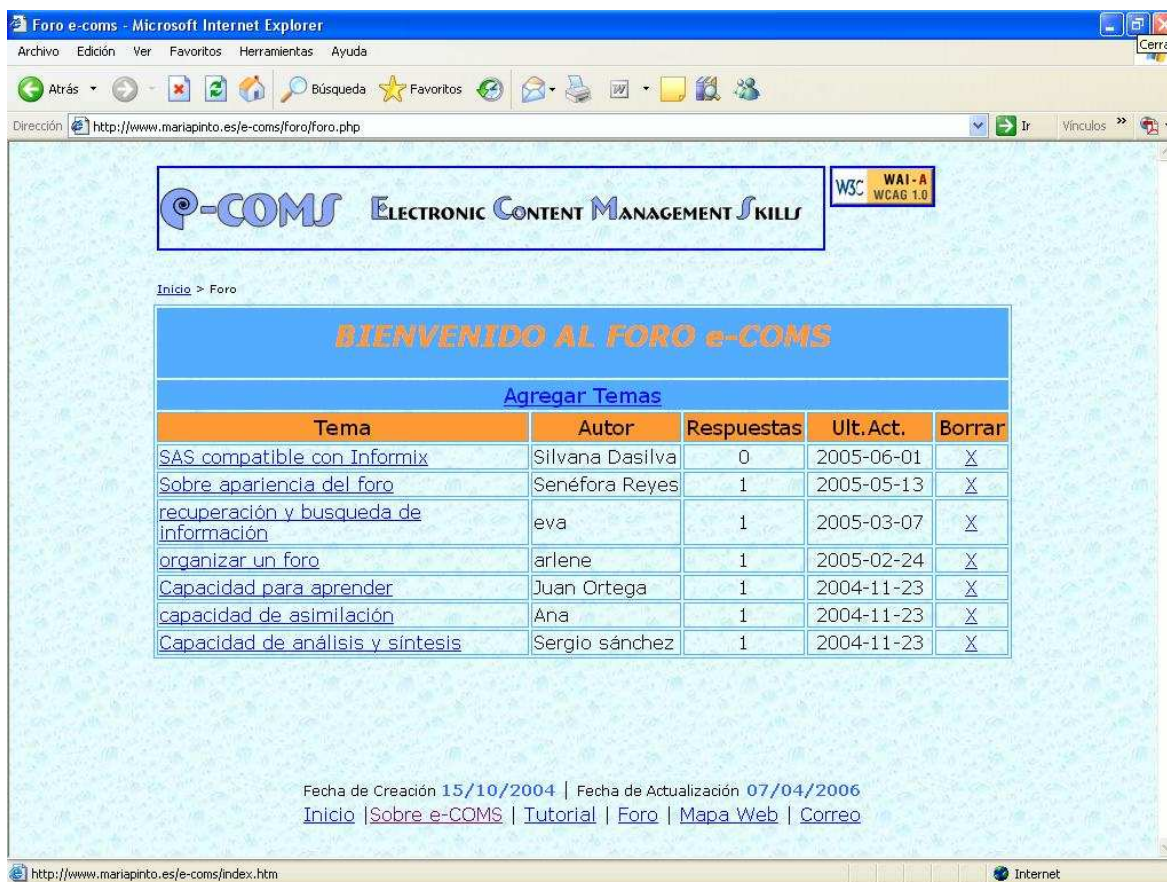 Foro e-coms - Microsoft Internet Explorer
Archivo Edición Ver Favoritos Herramientas Ayuda
Cerra
Atrás Búsqueda Favoritos
Dirección http://www.mariapinto.es/e-coms/foro/foro.php Ir Vínculos »
e-COMS ELECTRONIC CONTENT MANAGEMENT SKILLS
W3C WAI-A
WCAG 1.0
Inicio > Foro
BIENVENIDO AL FORO e-COMS
Agregar Temas
Tema Autor Respuestas Ult.Act. Borrar
SAS compatible con Informix Silvana Dasilva 0 2005-06-01 X
Sobre apariencia del foro Senéfora Reyes 1 2005-05-13 X
recuperación y busqueda de
información eva 1 2005-03-07 X
organizar un foro arlene 1 2005-02-24 X
Capacidad para aprender Juan Ortega 1 2004-11-23 X
capacidad de asimilación Ana 1 2004-11-23 X
Capacidad de análisis y síntesis Sergio sánchez 1 2004-11-23 X
Fecha de Creación 15/10/2004 | Fecha de Actualización 07/04/2006
Inicio |Sobre e-COMS | Tutorial | Foro | Mapa Web | Correo
http://www.mariapinto.es/e-coms/index.htm Internet